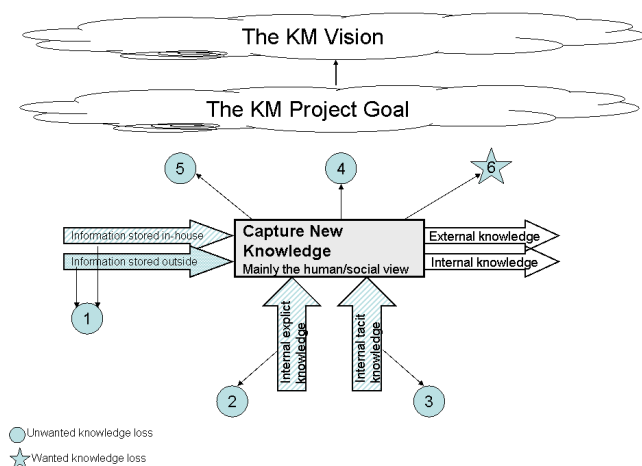 The KM Vision
The KM Project Goal
5
4
6
Information stored in-house
Information stored outside
Capture New
Knowledge
Mainly the human/social view
External knowledge
Internal knowledge
1
Internal explict
knowledge
Internal tacit
knowledge
2
3
Unwanted knowledge loss
Wanted knowledge loss